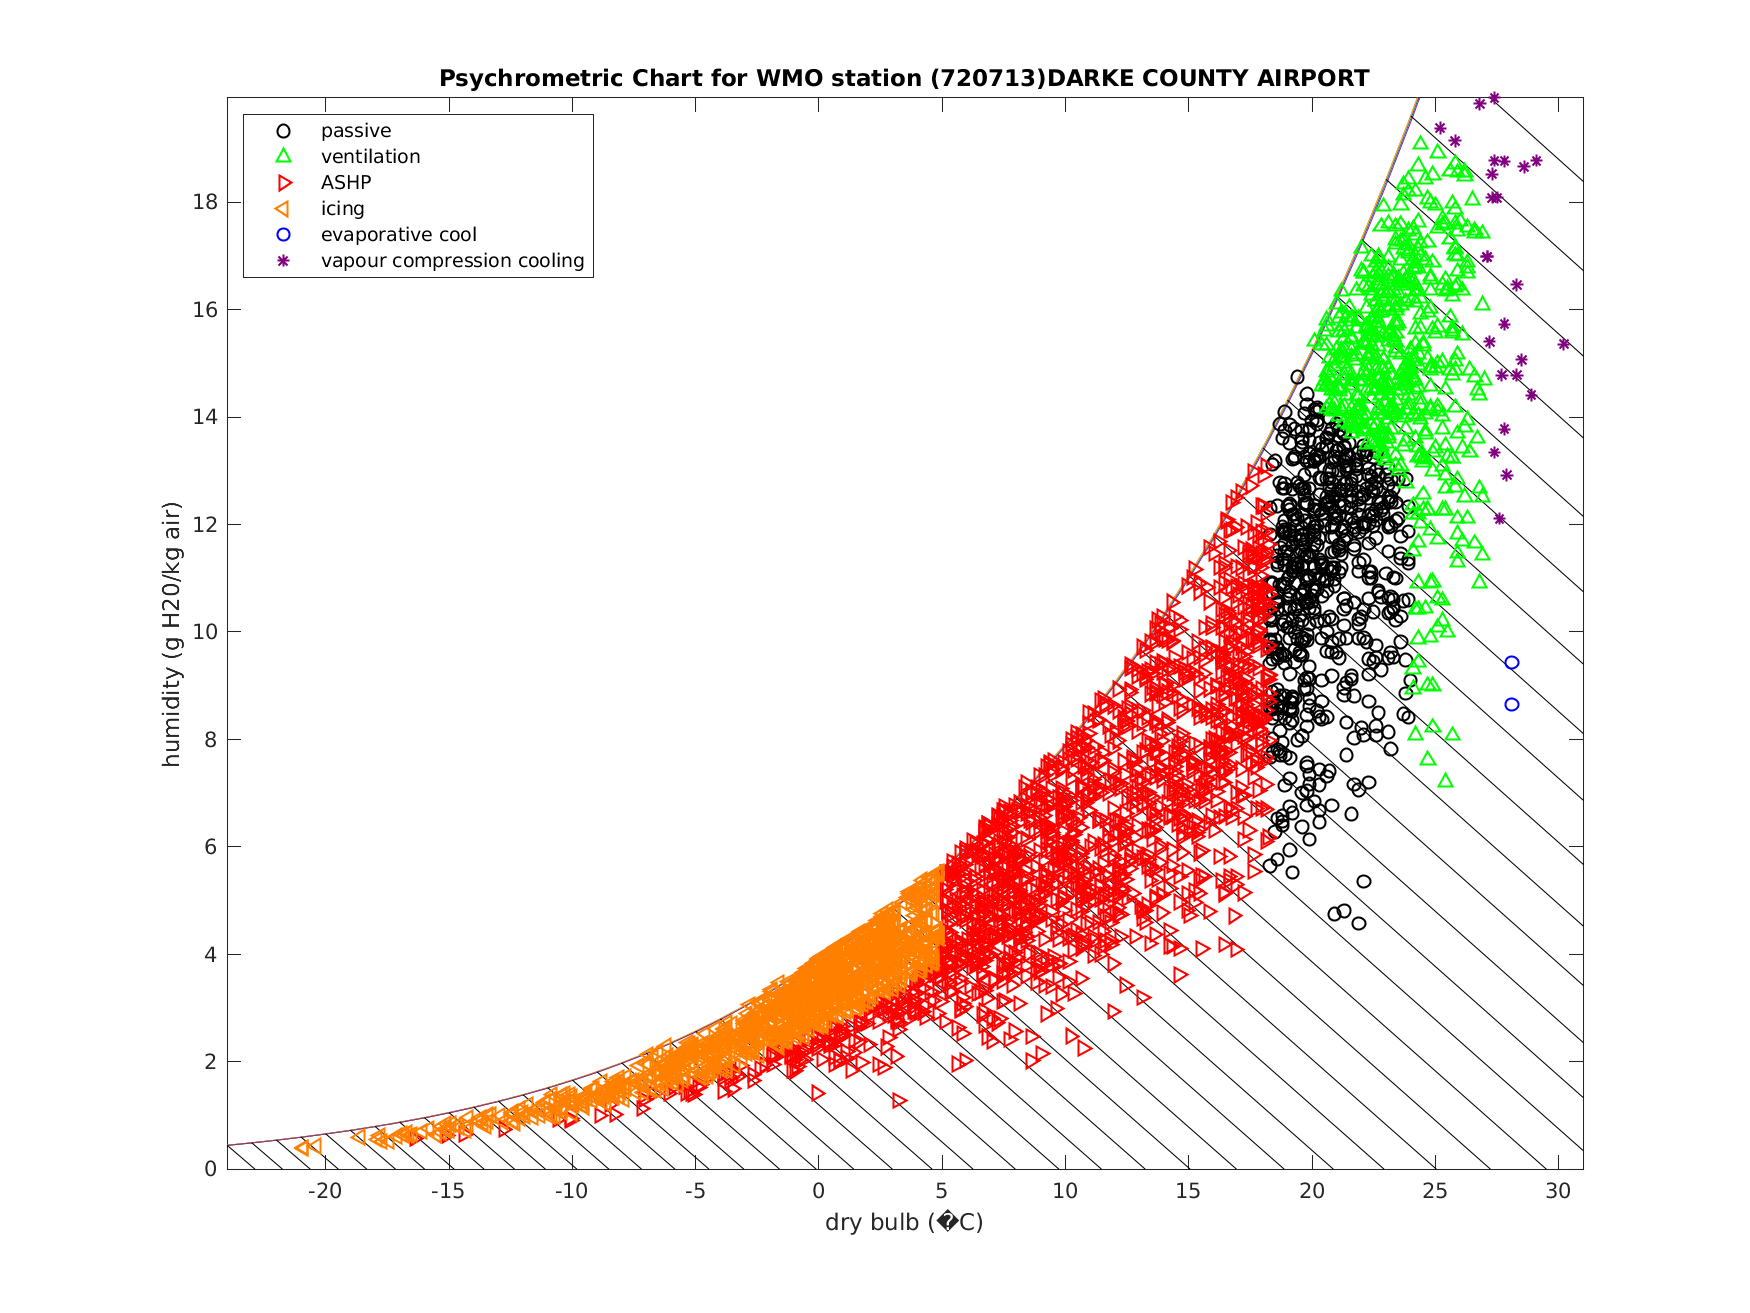 Psychrometric Chart for WMO station (720713)DARKE COUNTY AIRPORT
passive
ventilation
ASHP
icing
evaporative cool
vapour compression cooling
humidity (g H20/kg air)
18
16
14
12
10
8
6
4
2
0
-20 -15 -10 -5 0 5 10 15 20 25 30
dry bulb (�C)